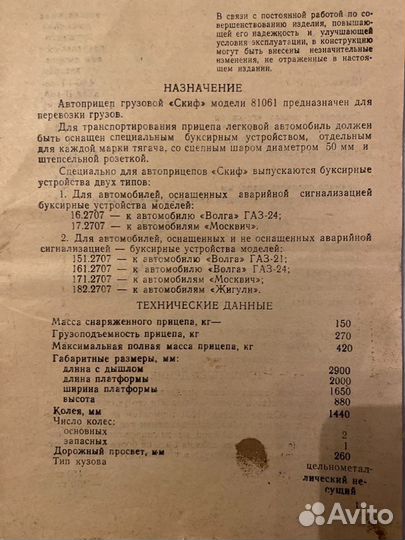 В связи с постоянной работой по со-
вершенствованию изделия, повышаю-
щей его надежность и улучшающей
условия эксплуатации, в конструкцию
могут быть внесены незначительные
изменения, не отраженные в настоя-
щем издании.
НАЗНАЧЕНИЕ
Автоприцеп грузовой «Скиф» модели 81061 предназначен для
перевозки грузов.
Для транспортирования прицепа легковой автомобиль должен
быть оснащен специальным буксирным устройством, отдельным
для каждой марки тягача, со сцепным шаром диаметром 50 мм и
штепсельной розеткой.
Специально для автоприцепов «Скиф» выпускаются буксирные
устройства двух типов:
1. Для автомобилей, оснащенных аварийной сигнализацией
буксирные устройства моделей:
16.2707 — к автомобилю «Волга» ГАЗ-24;
17.2707 — к автомобилям «Москвич».
2. Для автомобилей, оснащенных и не оснащенных аварийной
сигнализацией — буксирные устройства моделей:
151.2707 — к автомобилю «Волга» ГАЗ-21;
161.2707 — к автомобилю «Волга» ГАЗ-24;
171.2707 — к автомобилям «Москвич»;
182.2707 — к автомобилям «Жигули».
ТЕХНИЧЕСКИЕ ДАННЫЕ
Масса снаряженного прицепа, кг— 150
Грузоподъемность прицепа, кг 270
Максимальная полная масса прицепа, кг 420
Габаритные размеры, мм:
длина с дышлом 2900
длина платформы 2000
ширина платформы 1650
высота 880
Колея, мм 1440
Число колес:
основных 2
запасных 1
Дорожный просвет, мм 260
Тип кузова цельнометал-
лический не-
сущий
Avito